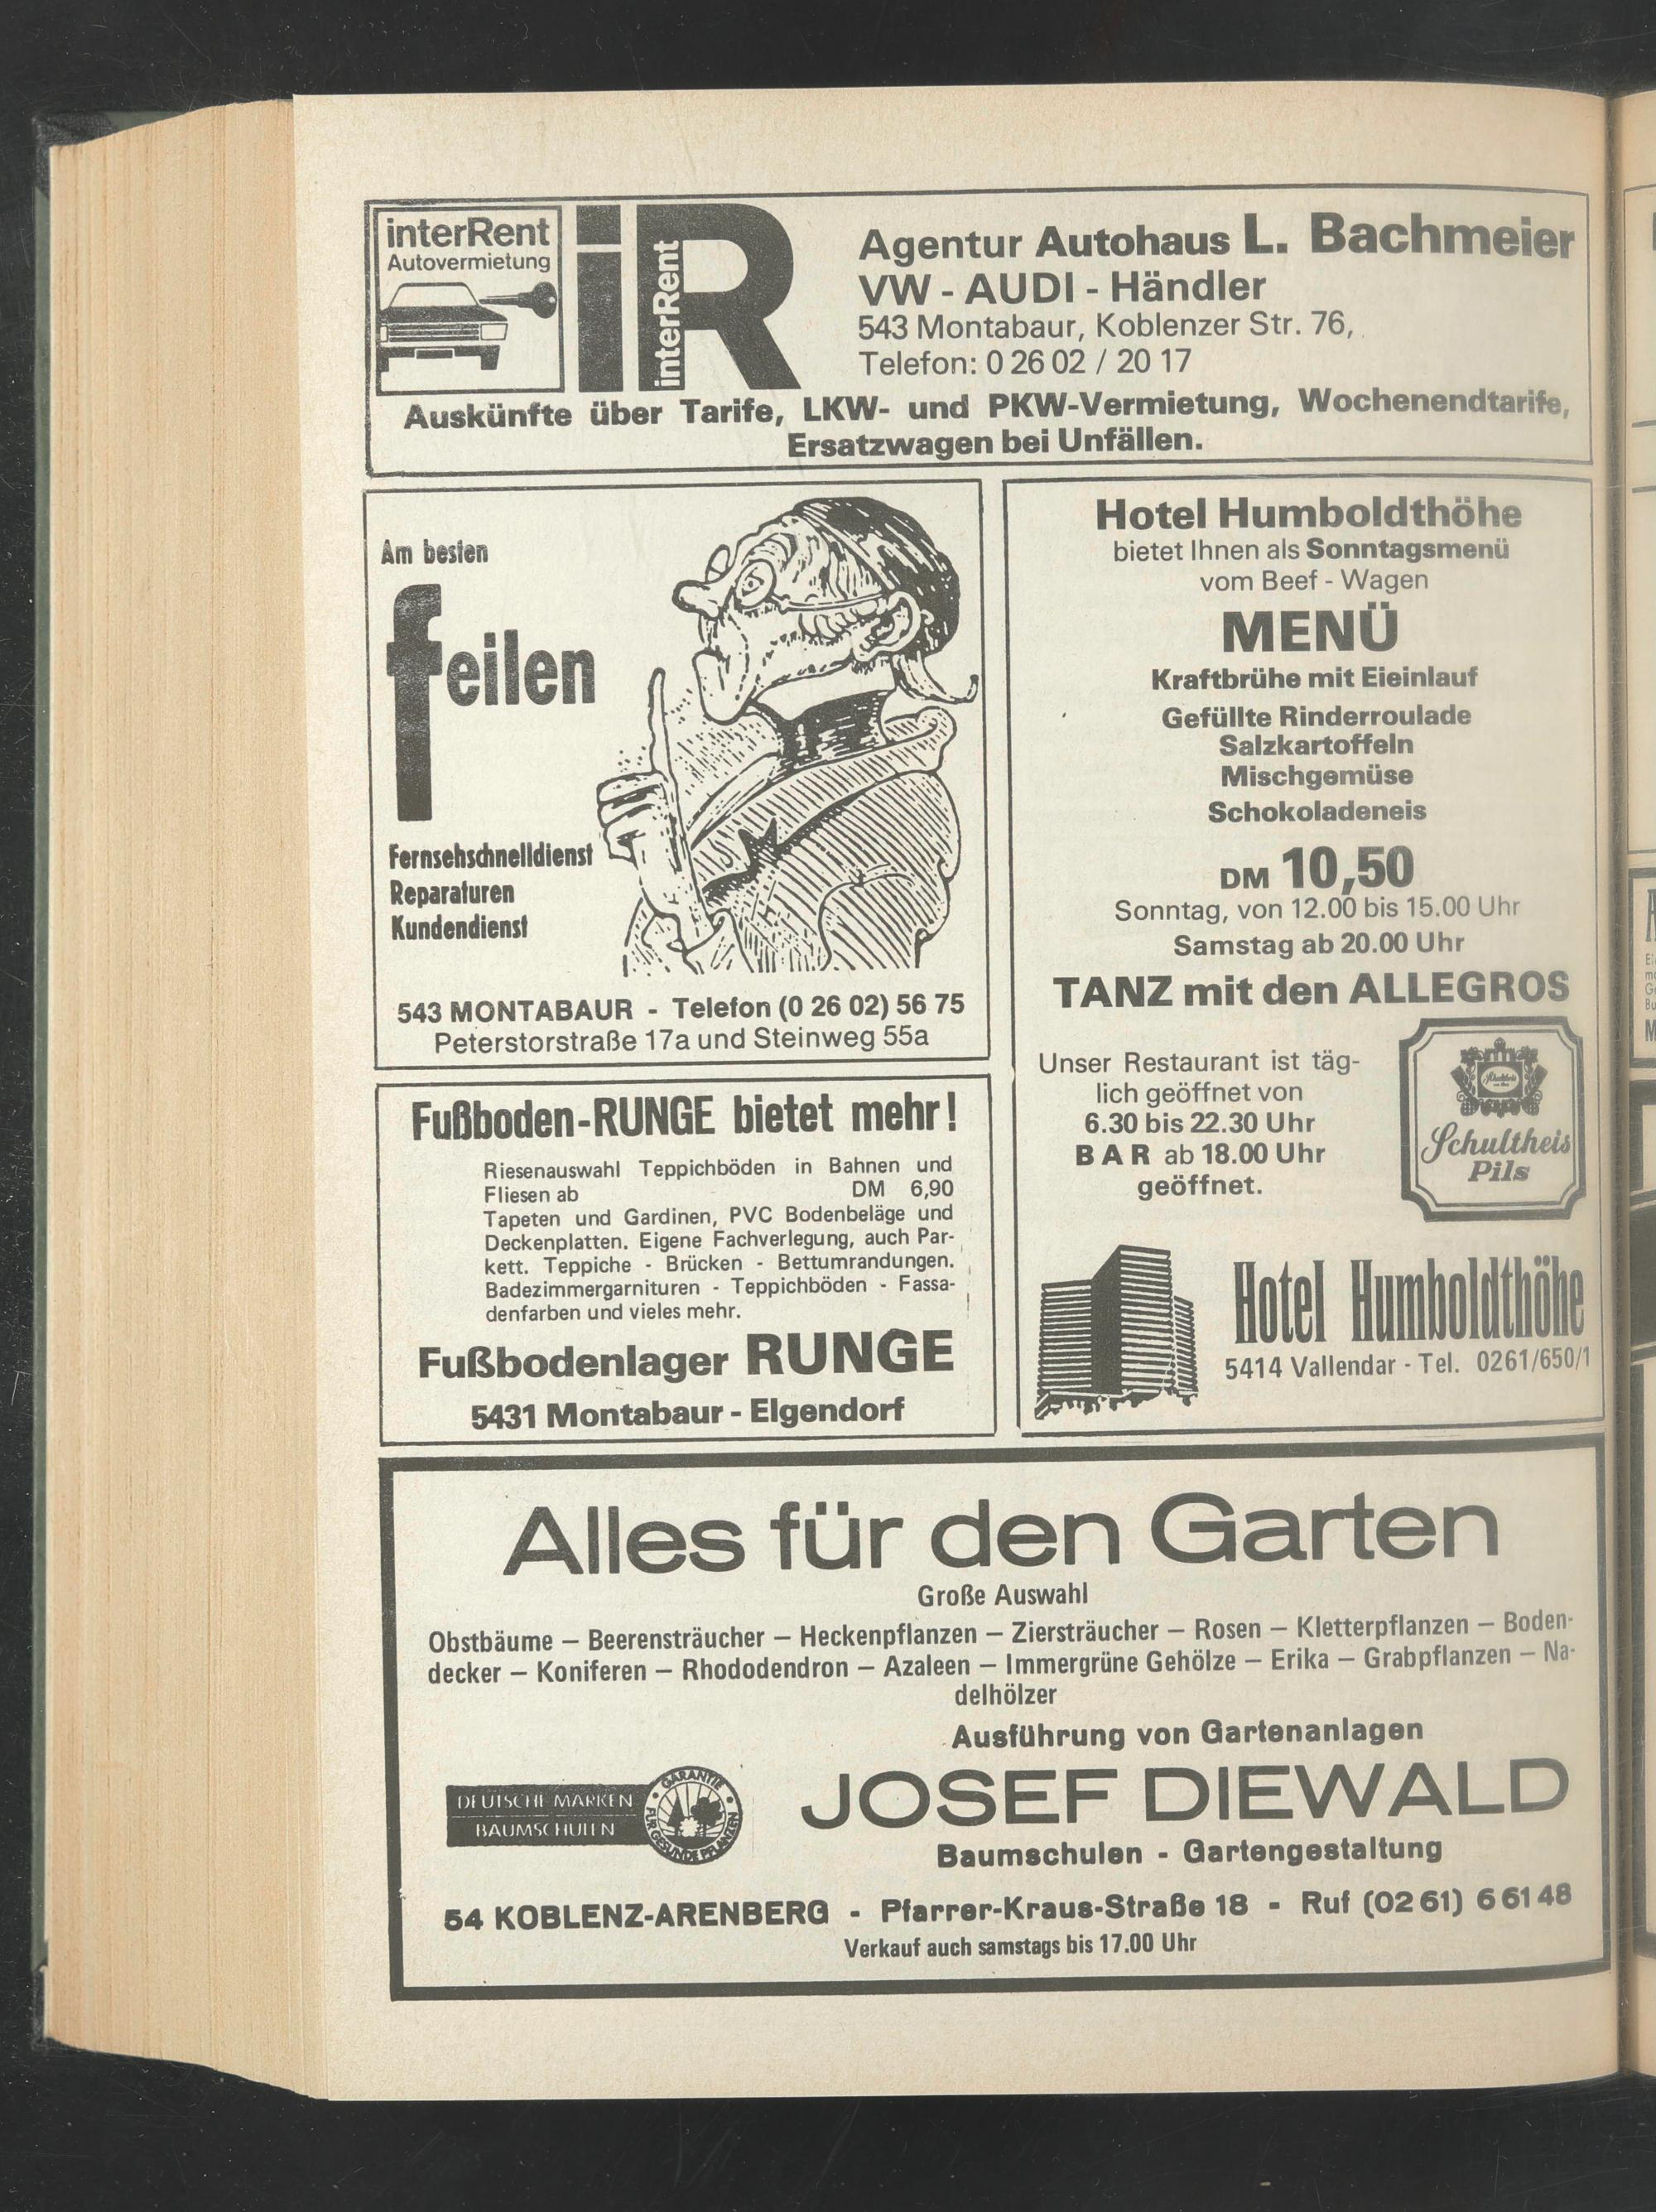 interRent
Autovermietung
iR
interRent
Agentur Autohaus L. Bachmeier
VW - AUDI - Händler
543 Montabaur, Koblenzer Str. 76,
Telefon: 0 26 02 / 20 17
Auskünfte über Tarife, LKW- und PKW-Vermietung, Wochenendtarife,
Ersatzwagen bei Unfällen.
Am besten
feilen
Fernsehschnelldienst
Reparaturen
Kundendienst
543 MONTABAUR - Telefon (0 26 02) 56 75
Peterstorstraße 17a und Steinweg 55a
Fußboden-RUNGE bietet mehr!
Riesenauswahl Teppichböden in Bahnen und
Fliesen ab DM 6,90
Tapeten und Gardinen, PVC Bodenbeläge und
Deckenplatten. Eigene Fachverlegung, auch Par-
kett. Teppiche - Brücken - Bettumrandungen.
Badezimmergarnituren - Teppichböden - Fassa-
denfarben und vieles mehr.
Fußbodenlager RUNGE
5431 Montabaur - Elgendorf
Hotel Humboldthöhe
bietet Ihnen als Sonntagsmenü
vom Beef - Wagen
MENÜ
Kraftbrühe mit Eieinlauf
Gefüllte Rinderroulade
Salzkartoffeln
Mischgemüse
Schokoladeneis
DM 10,50
Sonntag, von 12.00 bis 15.00 Uhr
Samstag ab 20.00 Uhr
TANZ mit den ALLEGROS
Unser Restaurant ist täg-
lich geöffnet von
6.30 bis 22.30 Uhr
BAR ab 18.00 Uhr
geöffnet.
Schultheis
Pils
Hotel Humboldthöhe
5414 Vallendar - Tel. 0261/650/1
Alles für den Garten
Große Auswahl
Obstbäume — Beerensträucher — Heckenpflanzen — Ziersträucher — Rosen — Kletterpflanzen — Boden-
decker — Koniferen — Rhododendron — Azaleen — Immergrüne Gehölze — Erika — Grabpflanzen — Na-
delhölzer
Ausführung von Gartenanlagen
DEUTSCHE MARKEN
BAUMSCHULEN
GARANTIE
FÜR GESUNDE PFLANZEN
JOSEF DIEWALD
Baumschulen - Gartengestaltung
54 KOBLENZ-ARENBERG - Pfarrer-Kraus-Straße 18 - Ruf (02 61) 6 61 48
Verkauf auch samstags bis 17.00 Uhr